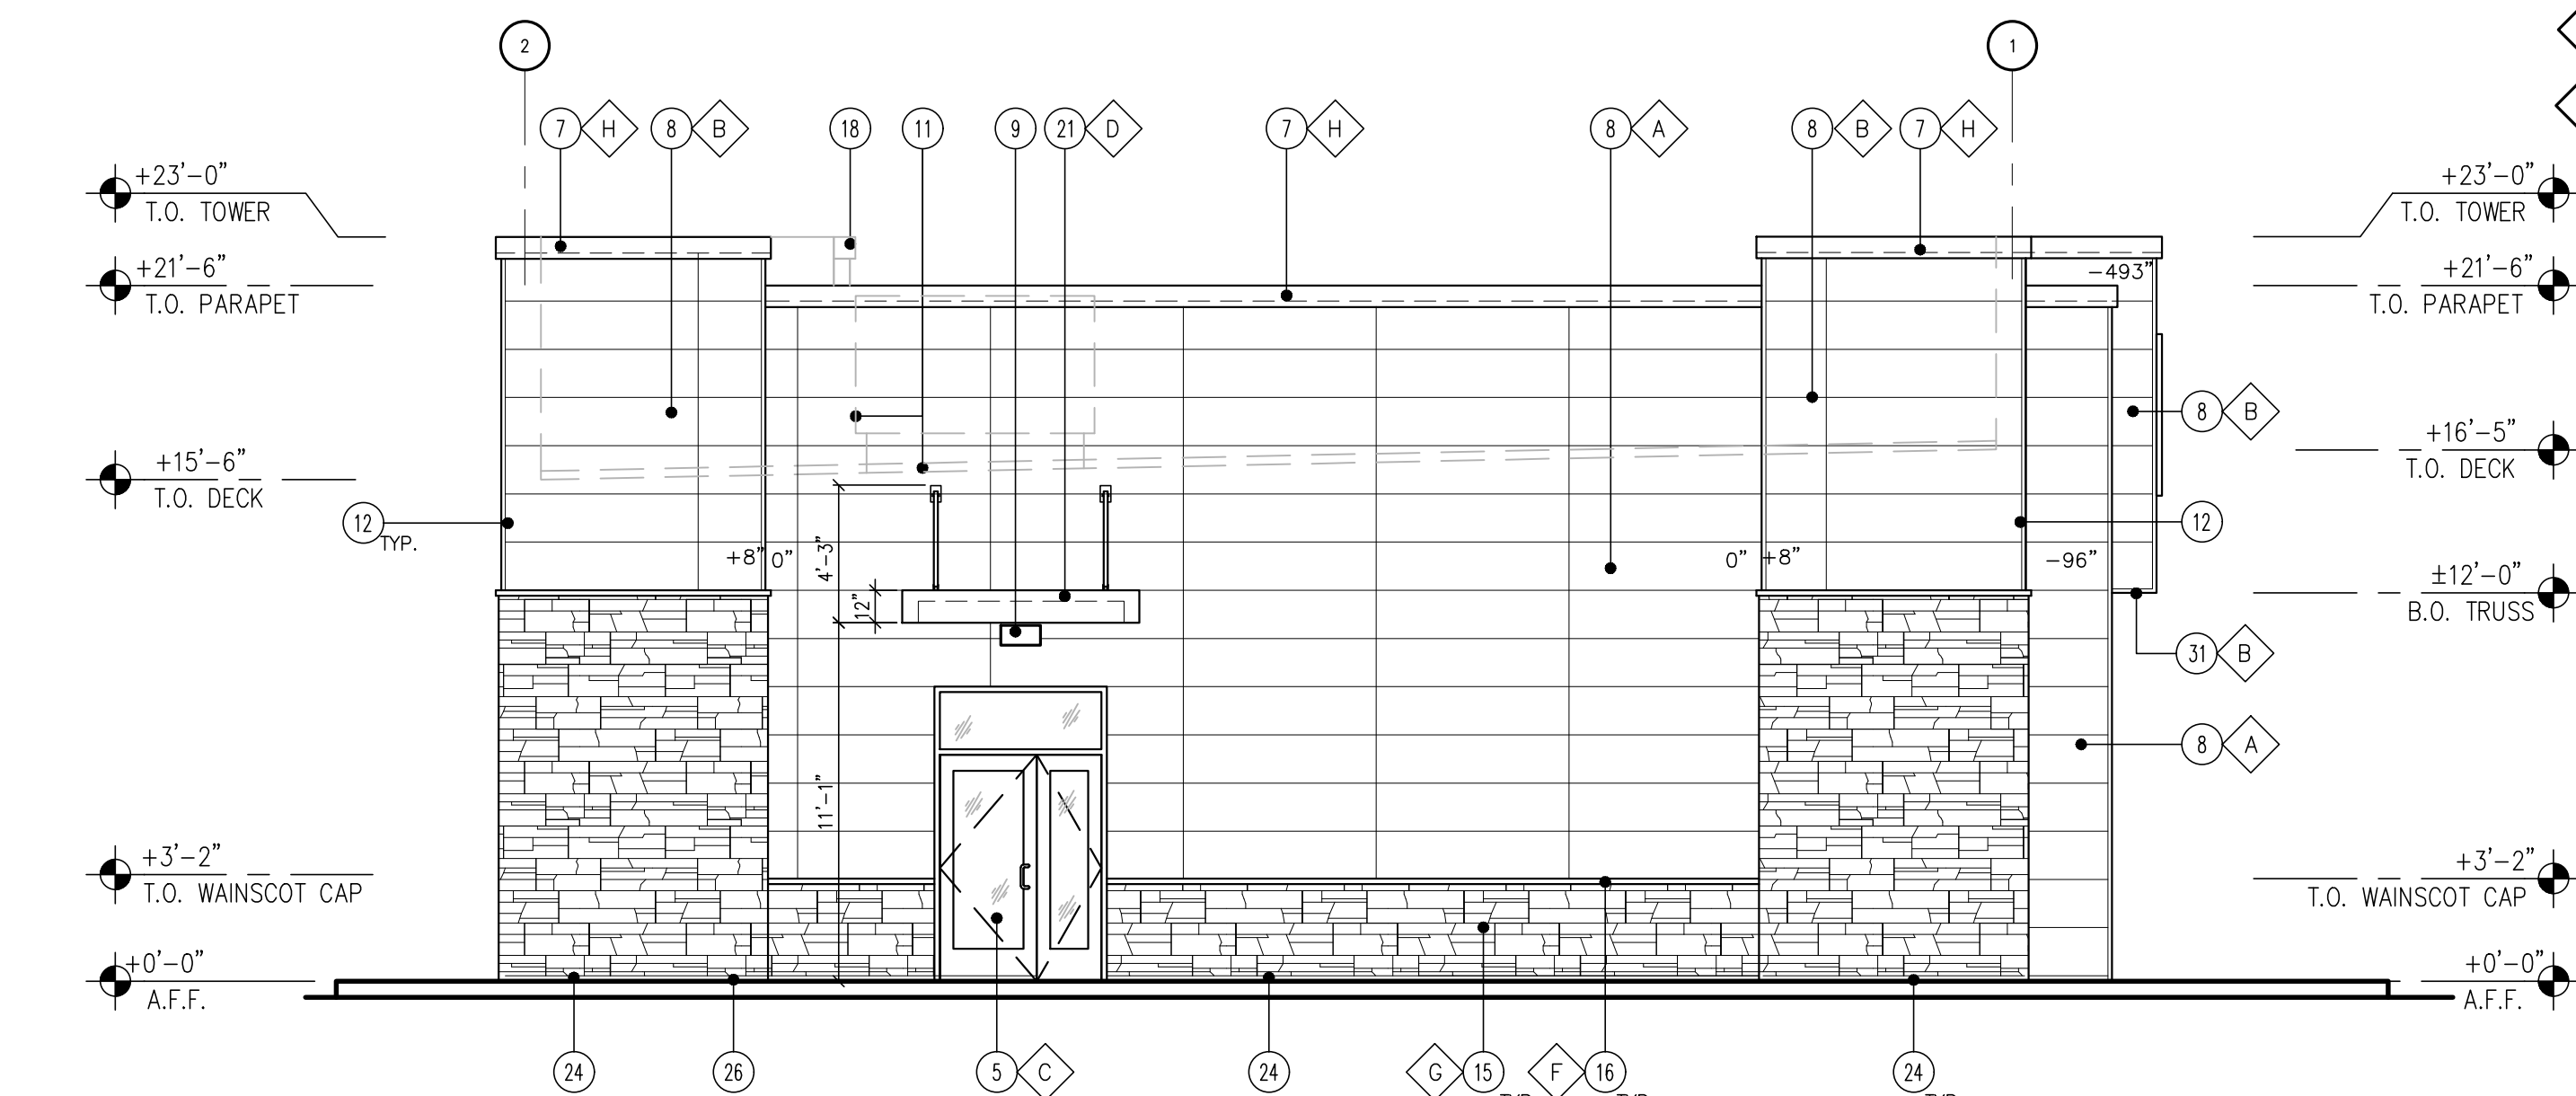 2
1
7 H 8 B 18 11 9 21 D 7 H 8 A 8 B 7 H
+23'-0"
T.O. TOWER
+23'-0"
T.O. TOWER
+21'-6"
T.O. PARAPET
-493"
+21'-6"
T.O. PARAPET
8 B
+15'-6"
T.O. DECK
+16'-5"
T.O. DECK
12
TYP.
12
+8" 0"
4'-3"
12"
0" +8"
-96"
±12'-0"
B.O. TRUSS
31 B
8 A
11'-1"
+3'-2"
T.O. WAINSCOT CAP
+3'-2"
T.O. WAINSCOT CAP
+0'-0"
A.F.F.
+0'-0"
A.F.F.
24 26 5 C 24 G 15 F 16 24
TYP TYP TYP